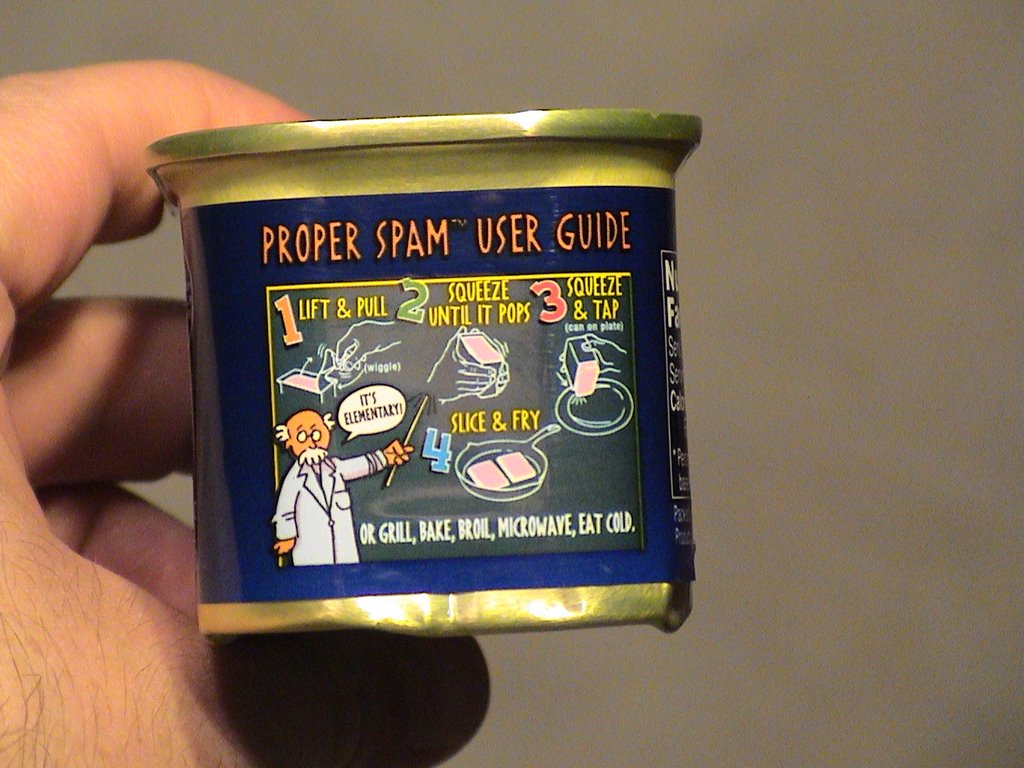 PROPER SPAM™ USER GUIDE
1 LIFT & PULL
(wiggle)
2 SQUEEZE
UNTIL IT POPS
3 SQUEEZE
& TAP
(can on plate)
IT'S
ELEMENTARY!
4 SLICE & FRY
OR GRILL, BAKE, BROIL, MICROWAVE, EAT COLD.